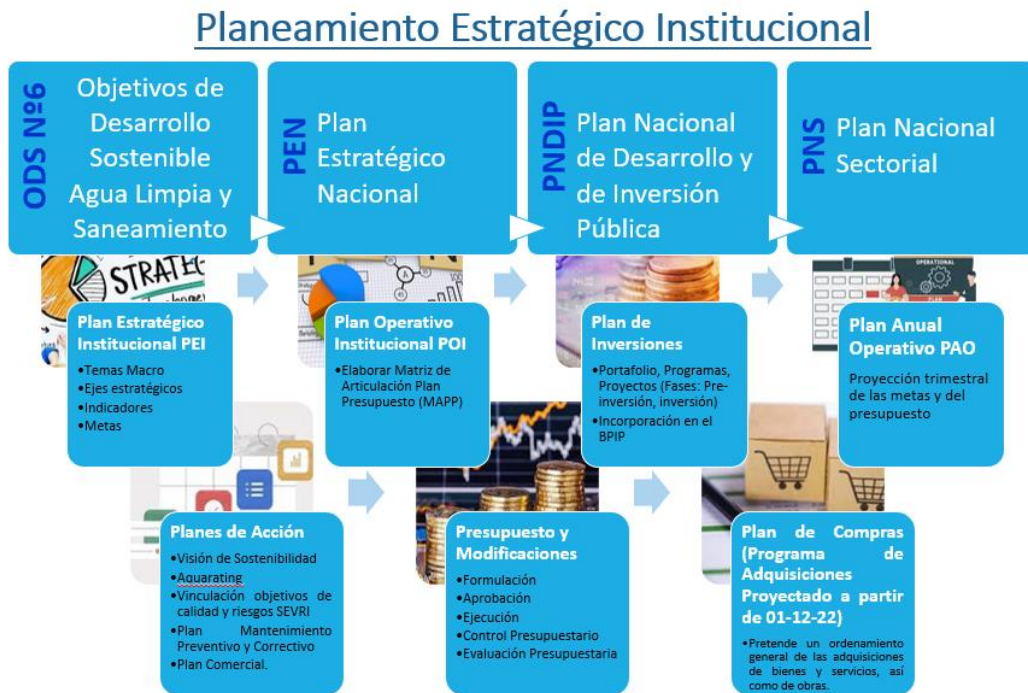 Planeamiento Estratégico Institucional
ODS Nº6
Objetivos de
Desarrollo
Sostenible
Agua Limpia y
Saneamiento
PEN
Plan
Estratégico
Nacional
PNDIP
Plan Nacional
de Desarrollo y
de Inversión
Pública
PNS
Plan Nacional
Sectorial
STRATEG
Plan Estratégico
Institucional PEI
•Temas Macro
•Ejes estratégicos
•Indicadores
•Metas
Plan Operativo
Institucional POI
•Elaborar Matriz de
Articulación Plan
Presupuesto (MAPP)
Plan de
Inversiones
•Portafolio, Programas,
Proyectos (Fases: Pre-
inversión, inversión)
•Incorporación en el
BPIP
OPERATIONAL
PLAN
Plan Anual
Operativo PAO
Proyección trimestral
de las metas y del
presupuesto
Planes de Acción
•Visión de Sostenibilidad
•Aquarating
•Vinculación objetivos de
calidad y riesgos SEVRI
•Plan Mantenimiento
Preventivo y Correctivo
•Plan Comercial.
Presupuesto y
Modificaciones
•Formulación
•Aprobación
•Ejecución
•Control Presupuestario
•Evaluación Presupuestaria
Plan de Compras
(Programa de
Adquisiciones
Proyectado a partir
de 01-12-22)
•Pretende un ordenamiento
general de las adquisiciones
de bienes y servicios, así
como de obras.